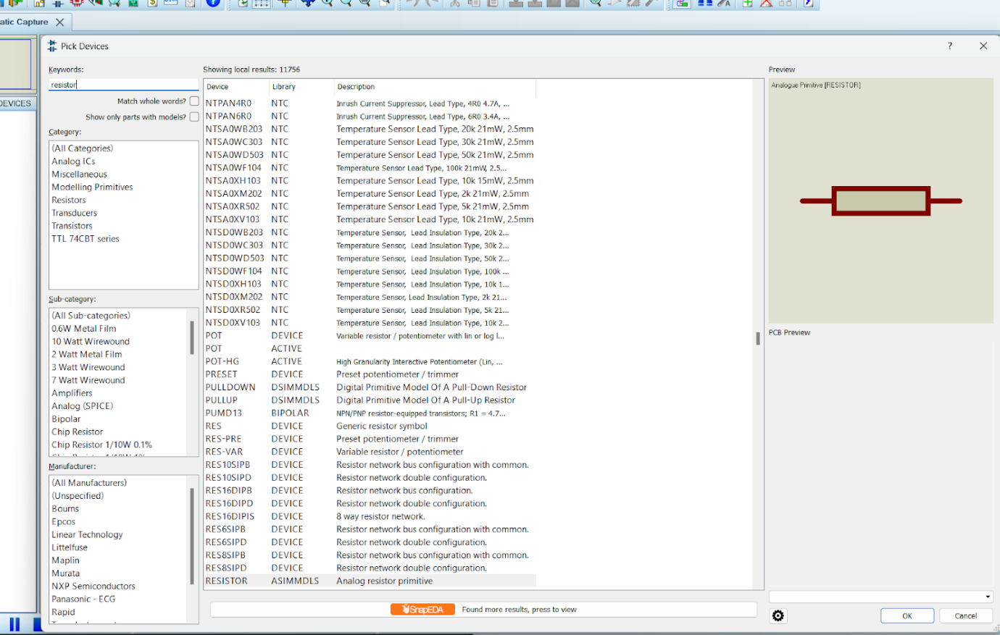 atic Capture
Pick Devices
?
Keywords:
resistor
Match whole words?
Show only parts with models?
Category:
(All Categories)
Analog ICs
Miscellaneous
Modelling Primitives
Resistors
Transducers
Transistors
TTL 74CBT series
Sub-category:
(All Sub-categories)
0.6W Metal Film
10 Watt Wirewound
2 Watt Metal Film
3 Watt Wirewound
7 Watt Wirewound
Amplifiers
Analog (SPICE)
Bipolar
Chip Resistor
Chip Resistor 1/10W 0.1%
Manufacturer:
(All Manufacturers)
(Unspecified)
Bourns
Epcos
Linear Technology
Littelfuse
Maplin
Murata
NXP Semiconductors
Panasonic - ECG
Rapid
DEVICES
Showing local results: 11756
Device Library Description
NTPAN4R0 NTC Inrush Current Suppressor, Lead Type, 4R0 4.7A, ...
NTPAN6R0 NTC Inrush Current Suppressor, Lead Type, 6R0 3.4A, ...
NTSA0WB203 NTC Temperature Sensor Lead Type, 20k 21mW, 2.5mm
NTSA0WC303 NTC Temperature Sensor Lead Type, 30k 21mW, 2.5mm
NTSA0WD503 NTC Temperature Sensor Lead Type, 50k 21mW, 2.5mm
NTSA0WF104 NTC Temperature Sensor Lead Type, 100k 21mW, 2.5...
NTSA0XH103 NTC Temperature Sensor Lead Type, 10k 15mW, 2.5mm
NTSA0XM202 NTC Temperature Sensor Lead Type, 2k 21mW, 2.5mm
NTSA0XR502 NTC Temperature Sensor Lead Type, 5k 21mW, 2.5mm
NTSA0XV103 NTC Temperature Sensor Lead Type, 10k 21mW, 2.5mm
NTSD0WB203 NTC Temperature Sensor, Lead Insulation Type, 20k 2...
NTSD0WC303 NTC Temperature Sensor, Lead Insulation Type, 30k 2...
NTSD0WD503 NTC Temperature Sensor, Lead Insulation Type, 50k 2...
NTSD0WF104 NTC Temperature Sensor, Lead Insulation Type, 100k ...
NTSD0XH103 NTC Temperature Sensor, Lead Insulation Type, 10k 1...
NTSD0XM202 NTC Temperature Sensor, Lead Insulation Type, 2k 21...
NTSD0XR502 NTC Temperature Sensor, Lead Insulation Type, 5k 21...
NTSD0XV103 NTC Temperature Sensor, Lead Insulation Type, 10k 2...
POT DEVICE Variable resistor / potentiometer with lin or log l...
POT ACTIVE
POT-HG ACTIVE High Granularity Interactive Potentiometer (Lin, ...
PRESET DEVICE Preset potentiometer / trimmer
PULLDOWN DSIMMDLS Digital Primitive Model Of A Pull-Down Resistor
PULLUP DSIMMDLS Digital Primitive Model Of A Pull-Up Resistor
PUMD13 BIPOLAR NPN/PNP resistor-equipped transistors; R1 = 4.7...
RES DEVICE Generic resistor symbol
RES-PRE DEVICE Preset potentiometer / trimmer
RES-VAR DEVICE Variable resistor / potentiometer
RES10SIPB DEVICE Resistor network bus configuration with common.
RES10SIPD DEVICE Resistor network double configuration.
RES16DIPB DEVICE Resistor network bus configuration.
RES16DIPD DEVICE Resistor network double configuration.
RES16DIPIS DEVICE 8 way resistor network.
RES6SIPB DEVICE Resistor network bus configuration with common.
RES6SIPD DEVICE Resistor network double configuration.
RES8SIPB DEVICE Resistor network bus configuration with common.
RES8SIPD DEVICE Resistor network double configuration.
RESISTOR ASIMMDLS Analog resistor primitive
SnapEDA Found more results, press to view
Preview
Analogue Primitive [RESISTOR]
PCB Preview
OK
Cancel